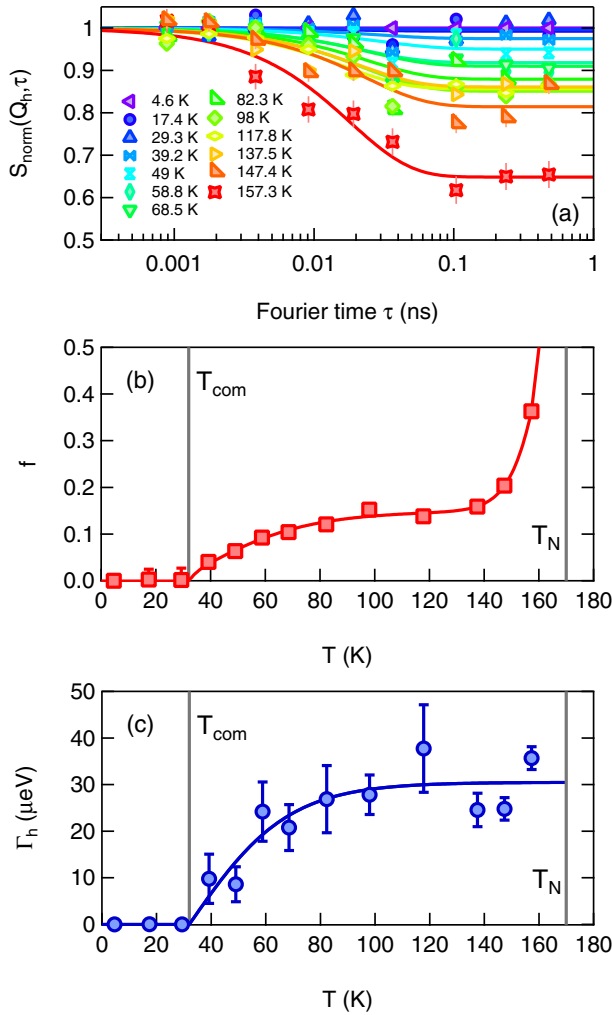 1
0.9
0.8
0.7
0.6
0.5
S_norm(Q_h,τ)
4.6 K
17.4 K
29.3 K
39.2 K
49 K
58.8 K
68.5 K
82.3 K
98 K
117.8 K
137.5 K
147.4 K
157.3 K
(a)
0.001 0.01 0.1 1
Fourier time τ (ns)
0.5
0.4
0.3
0.2
0.1
0.0
f
(b)
T_com
T_N
0 20 40 60 80 100 120 140 160 180
T (K)
50
40
30
20
10
0
Γ_h (μeV)
(c)
T_com
T_N
0 20 40 60 80 100 120 140 160 180
T (K)